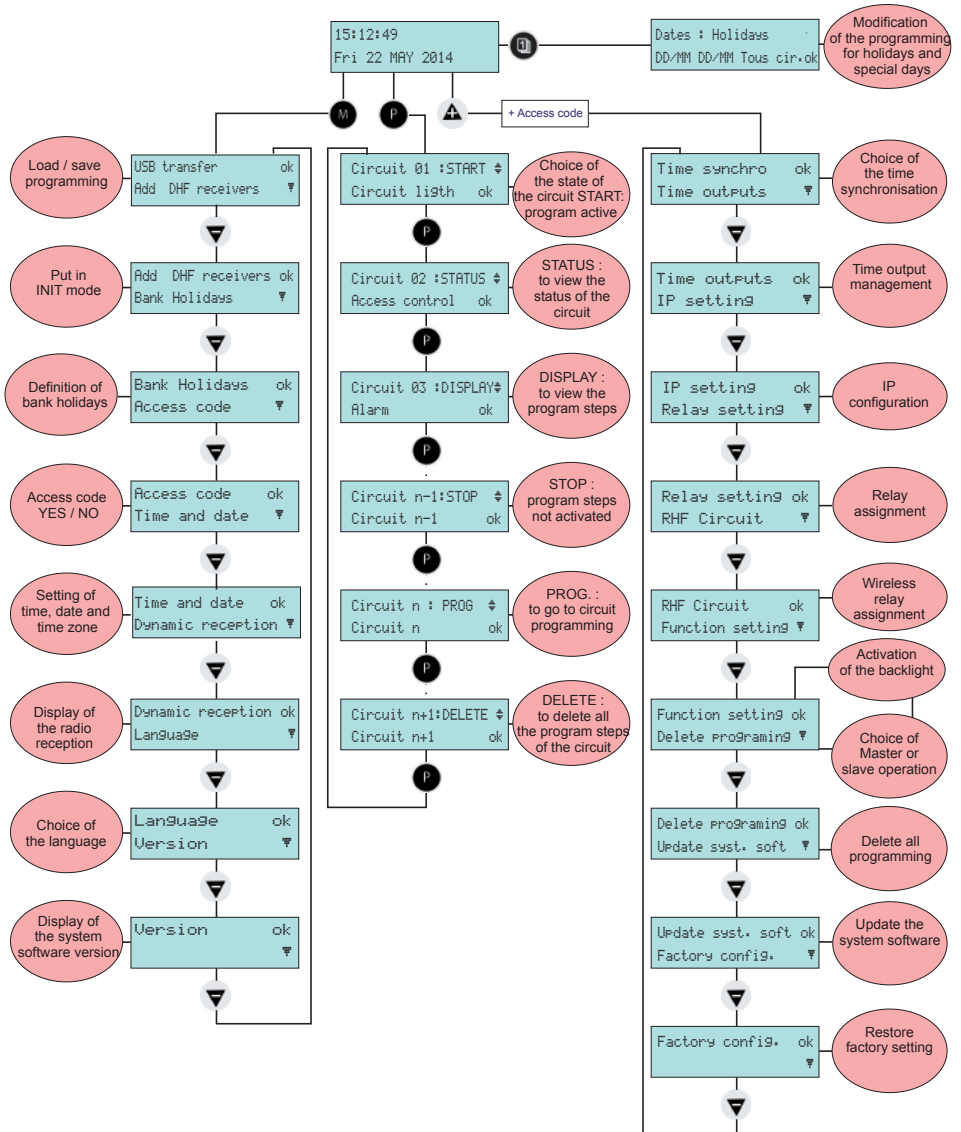 15:12:49
Fri 22 MAY 2014
1
Dates : Holidays
DD/MM DD/MM Tous cir.ok
Modification
of the programming
for holidays and
special days
M
P
+ Access code
Load / save
programming
USB transfer ok
Add DHF receivers
Put in
INIT mode
Add DHF receivers ok
Bank Holidays
Definition of
bank holidays
Bank Holidays ok
Access code
Access code
YES / NO
Access code ok
Time and date
Setting of
time, date and
time zone
Time and date ok
Dynamic reception
Display of
the radio
reception
Dynamic reception ok
Language
Choice of
the language
Language ok
Version
Display of
the system
software version
Version ok
Circuit 01 :START
Circuit ligth ok
Choice of
the state of
the circuit START:
program active
P
Circuit 02 :STATUS
Access control ok
STATUS :
to view the
status of the
circuit
P
Circuit 03 :DISPLAY
Alarm ok
DISPLAY :
to view the
program steps
P
Circuit n-1:STOP
Circuit n-1 ok
STOP :
program steps
not activated
P
Circuit n : PROG
Circuit n ok
PROG. :
to go to circuit
programming
P
Circuit n+1:DELETE
Circuit n+1 ok
DELETE :
to delete all
the program steps
of the circuit
P
Time synchro ok
Time outputs
Choice of
the time
synchronisation
Time outputs ok
IP setting
Time output
management
IP setting ok
Relay setting
IP
configuration
Relay setting ok
RHF Circuit
Relay
assignment
RHF Circuit ok
Function setting
Wireless
relay
assignment
Function setting ok
Delete programing
Activation
of the backlight
Choice of
Master or
slave operation
Delete programing ok
Update syst. soft
Delete all
programming
Update syst. soft ok
Factory config.
Update the
system software
Factory config. ok
Restore
factory setting